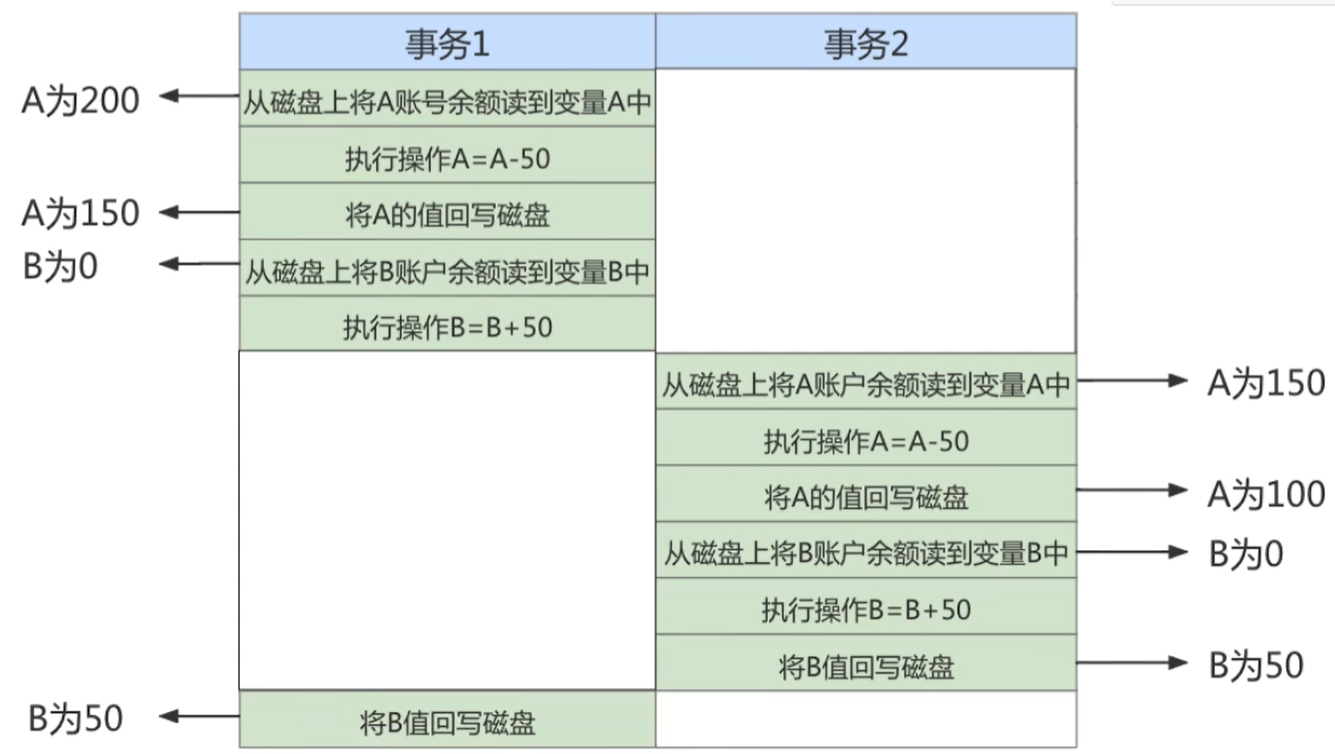 事务1 事务2
A为200 从磁盘上将A账号余额读到变量A中
执行操作A=A-50
A为150 将A的值回写磁盘
B为0 从磁盘上将B账户余额读到变量B中
执行操作B=B+50
从磁盘上将A账户余额读到变量A中 A为150
执行操作A=A-50
将A的值回写磁盘 A为100
从磁盘上将B账户余额读到变量B中 B为0
执行操作B=B+50
将B值回写磁盘 B为50
B为50 将B值回写磁盘